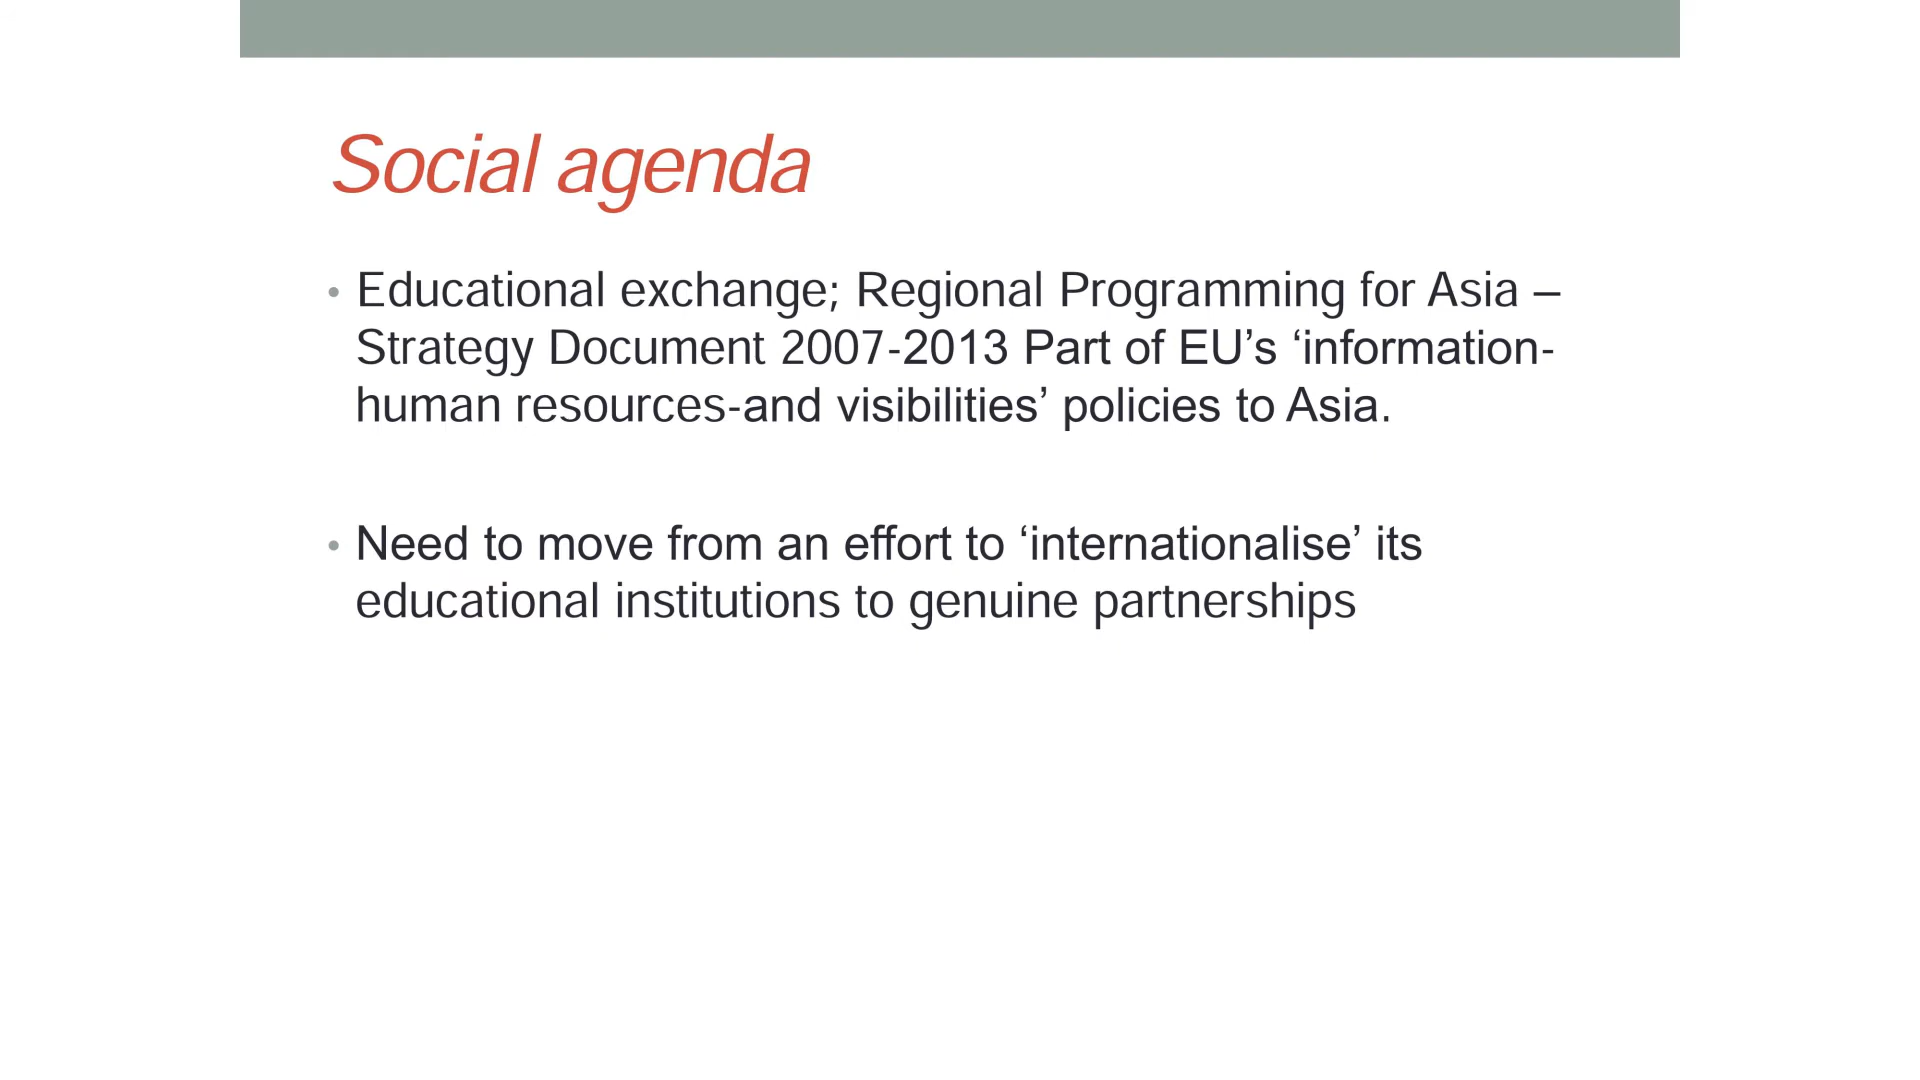 Social agenda
• Educational exchange; Regional Programming for Asia –
Strategy Document 2007-2013 Part of EU’s ‘information-
human resources-and visibilities’ policies to Asia.
• Need to move from an effort to ‘internationalise’ its
educational institutions to genuine partnerships